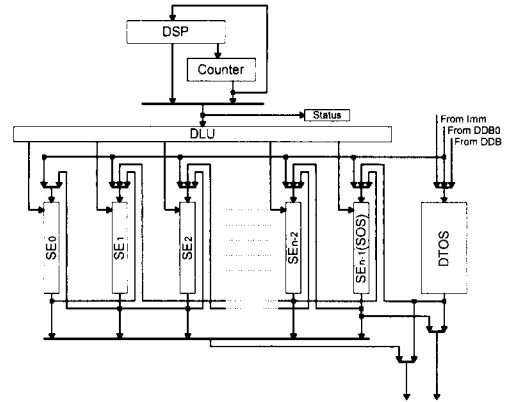 DSP
Counter
Status
DLU
From Imm.
From DDB0
From DDB
SE0
SE1
SE2
SEn-2
SEn-1(SOS)
DTOS